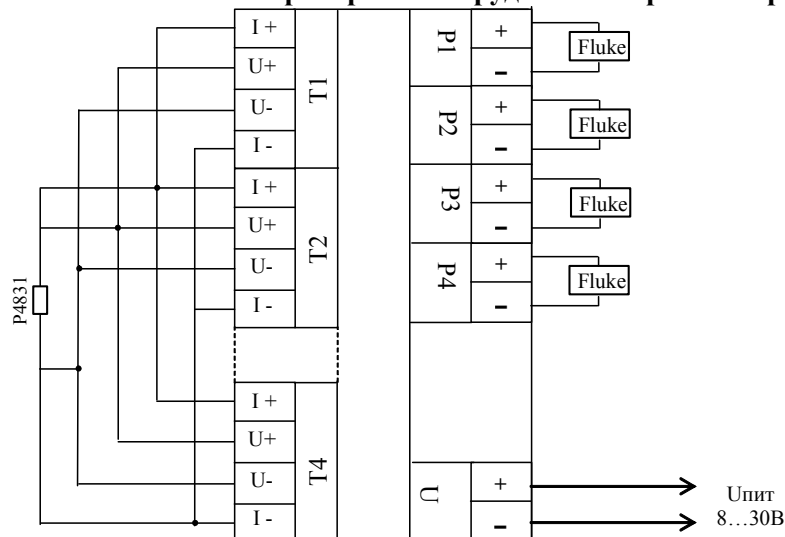 I +
U+
U-
I -
T1
I +
U+
U-
I -
T2
I +
U+
U-
I -
T4
P4831
P1
+
-
Fluke
P2
+
-
Fluke
P3
+
-
Fluke
P4
+
-
Fluke
U
+
-
Uпит
8…30В